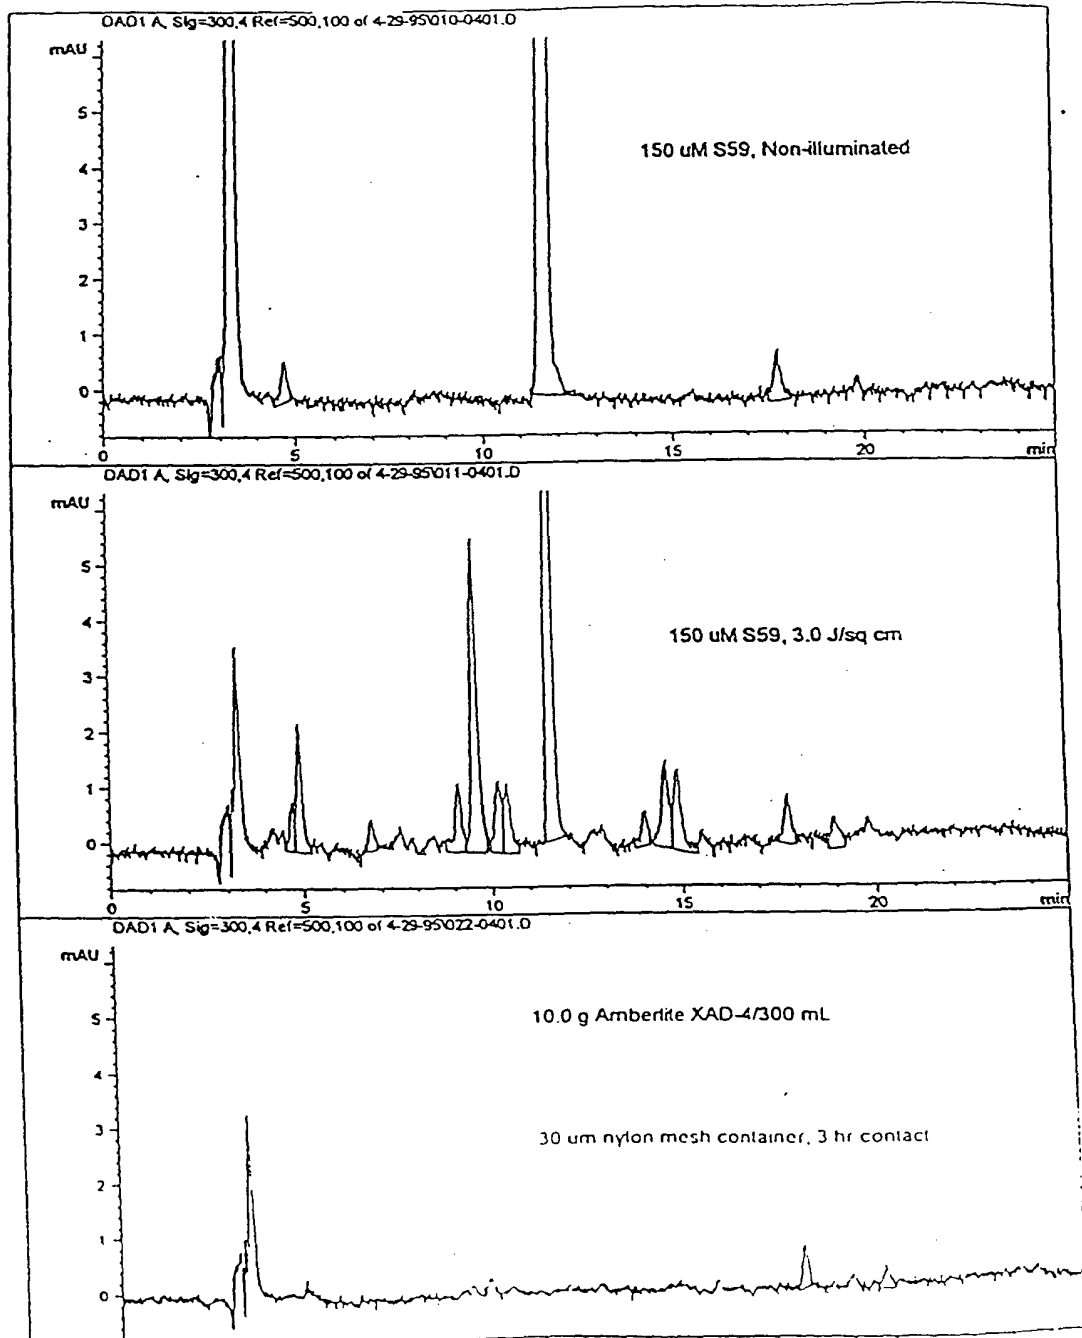 DAD1 A, Sig=300,4 Ref=500,100 of 4-29-95\010-0401.D
mAU
5
4
3
2
1
0
150 uM S59, Non-illuminated
0 5 10 15 20 min
DAD1 A, Sig=300,4 Ref=500,100 of 4-29-95\011-0401.D
mAU
5
4
3
2
1
0
150 uM S59, 3.0 J/sq cm
0 5 10 15 20 min
DAD1 A, Sig=300,4 Ref=500,100 of 4-29-95\022-0401.D
mAU
5
4
3
2
1
0
10.0 g Amberlite XAD-4/300 mL
30 um nylon mesh container, 3 hr contact